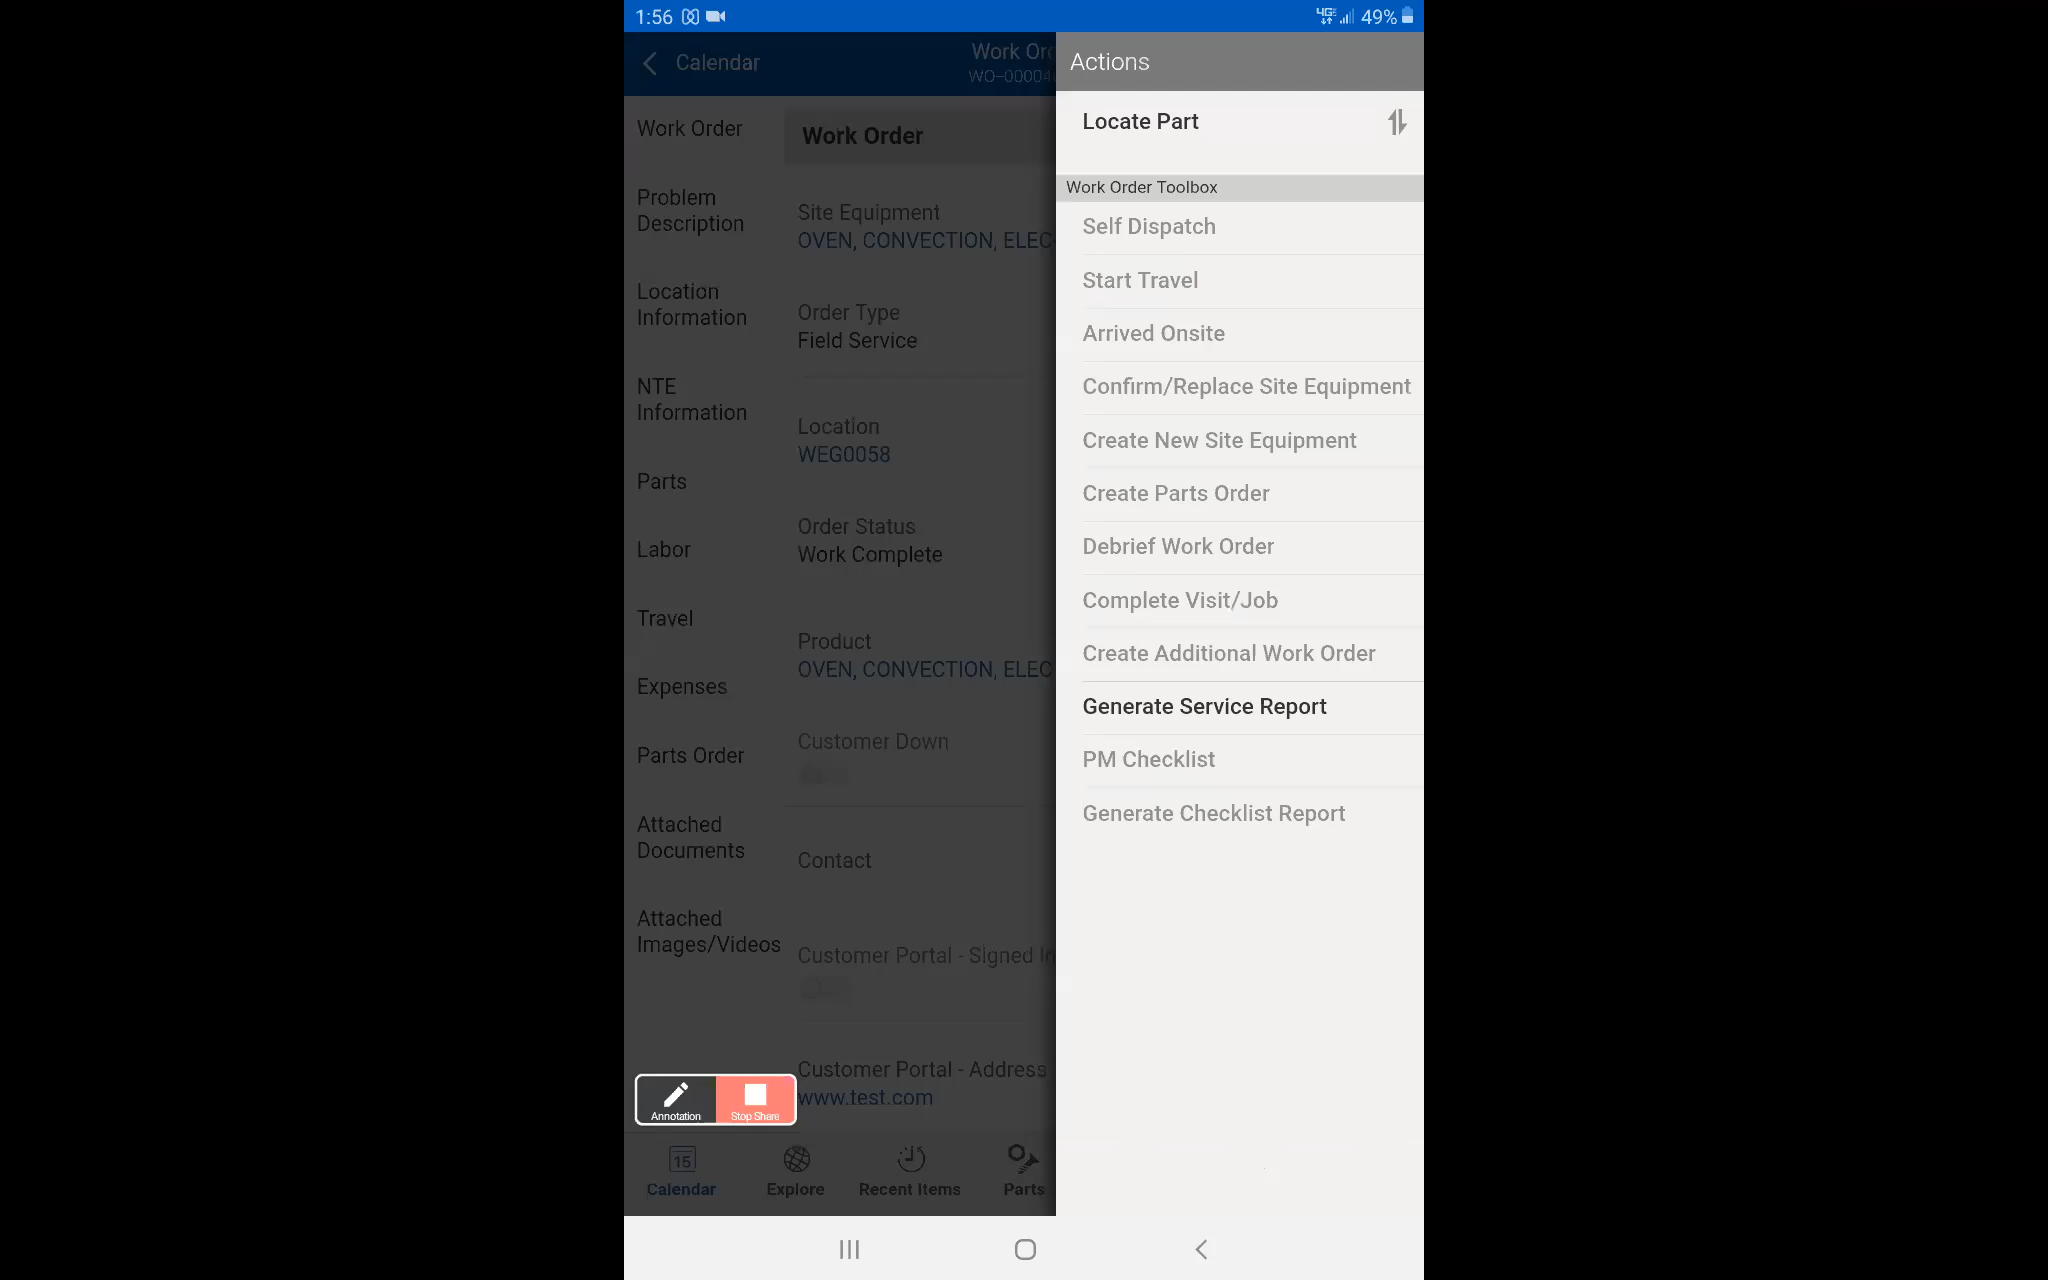 1:56
49%
Calendar
Work Or
WO-00004
Actions
Locate Part
Work Order Toolbox
Self Dispatch
Start Travel
Arrived Onsite
Confirm/Replace Site Equipment
Create New Site Equipment
Create Parts Order
Debrief Work Order
Complete Visit/Job
Create Additional Work Order
Generate Service Report
PM Checklist
Generate Checklist Report
Work Order
Problem
Description
Location
Information
NTE
Information
Parts
Labor
Travel
Expenses
Parts Order
Attached
Documents
Attached
Images/Videos
Work Order
Site Equipment
OVEN, CONVECTION, ELEC
Order Type
Field Service
Location
WEG0058
Order Status
Work Complete
Product
OVEN, CONVECTION, ELEC
Customer Down
Contact
Customer Portal - Signed
Customer Portal - Address
www.test.com
Annotation
Stop Share
15
Calendar
Explore
Recent Items
Parts